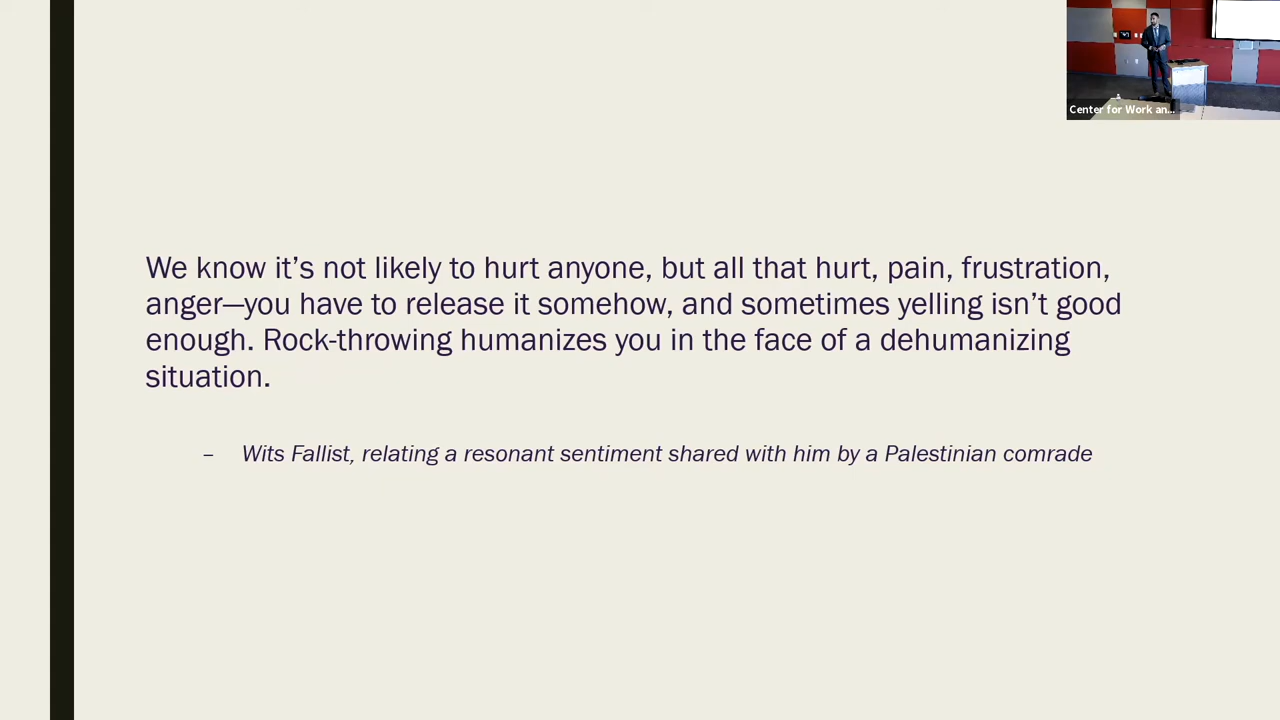 Center for Work an...
We know it’s not likely to hurt anyone, but all that hurt, pain, frustration,
anger—you have to release it somehow, and sometimes yelling isn’t good
enough. Rock-throwing humanizes you in the face of a dehumanizing
situation.
– Wits Fallist, relating a resonant sentiment shared with him by a Palestinian comrade